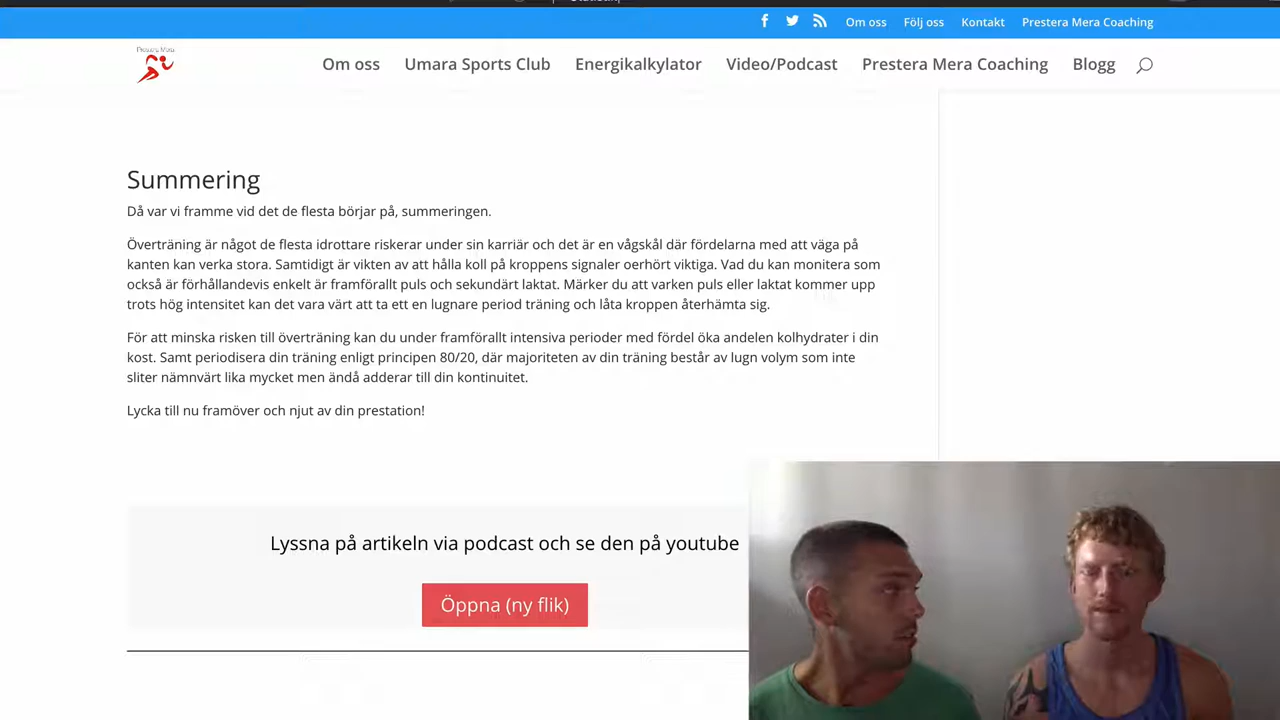 Om oss Följ oss Kontakt Prestera Mera Coaching
Prestera Mera
Om oss Umara Sports Club Energikalkylator Video/Podcast Prestera Mera Coaching Blogg
Summering
Då var vi framme vid det de flesta börjar på, summeringen.
Överträning är något de flesta idrottare riskerar under sin karriär och det är en vågskål där fördelarna med att väga på
kanten kan verka stora. Samtidigt är vikten av att hålla koll på kroppens signaler oerhört viktiga. Vad du kan monitera som
också är förhållandevis enkelt är framförallt puls och sekundärt laktat. Märker du att varken puls eller laktat kommer upp
trots hög intensitet kan det vara värt att ta ett en lugnare period träning och låta kroppen återhämta sig.
För att minska risken till överträning kan du under framförallt intensiva perioder med fördel öka andelen kolhydrater i din
kost. Samt periodisera din träning enligt principen 80/20, där majoriteten av din träning består av lugn volym som inte
sliter nämnvärt lika mycket men ändå adderar till din kontinuitet.
Lycka till nu framöver och njut av din prestation!
Lyssna på artikeln via podcast och se den på youtube
Öppna (ny flik)